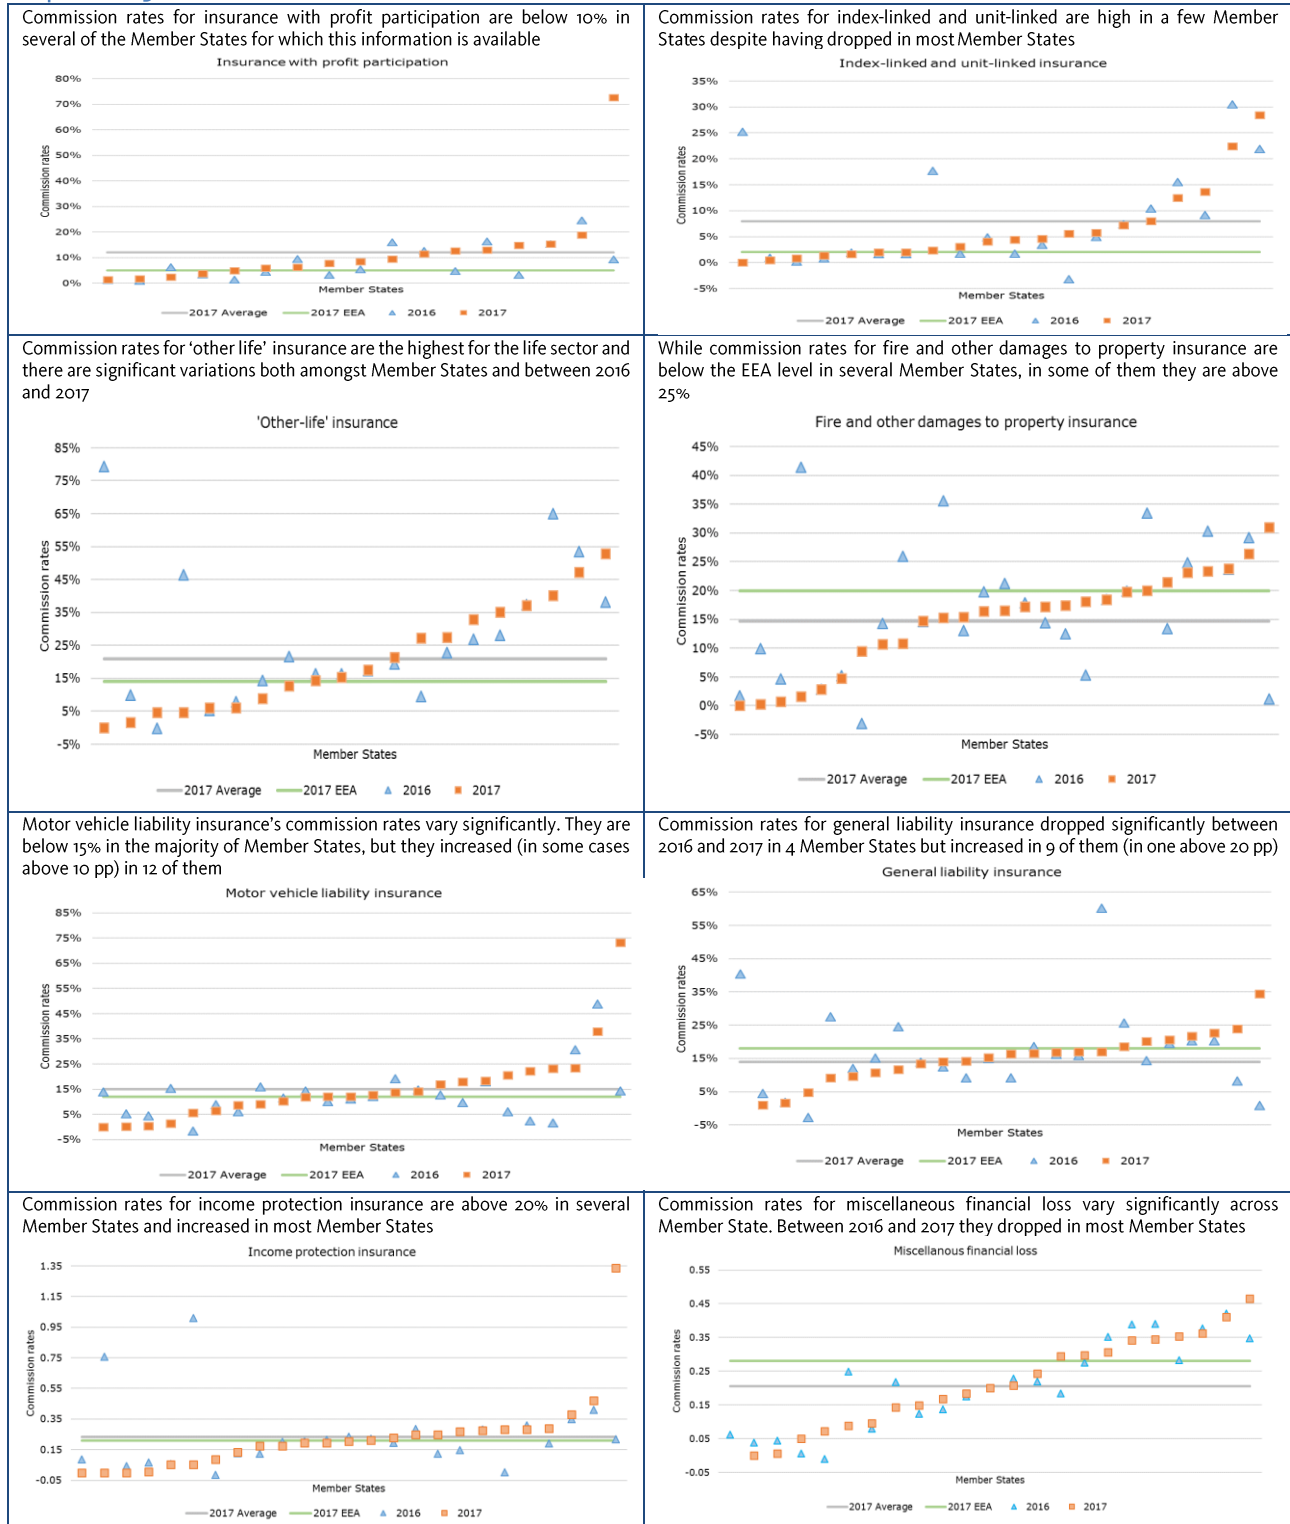 Commission rates for insurance with profit participation are below 10% in
several of the Member States for which this information is available
Insurance with profit participation
80%
70%
60%
50%
40%
30%
20%
10%
0%
Commission rates
Member States
2017 Average 2017 EEA 2016 2017
Commission rates for index-linked and unit-linked are high in a few Member
States despite having dropped in most Member States
Index-linked and unit-linked insurance
35%
30%
25%
20%
15%
10%
5%
0%
-5%
Commission rates
Member States
2017 Average 2017 EEA 2016 2017
Commission rates for ‘other life’ insurance are the highest for the life sector and
there are significant variations both amongst Member States and between 2016
and 2017
'Other-life' insurance
85%
75%
65%
55%
45%
35%
25%
15%
5%
-5%
Commission rates
Member States
2017 Average 2017 EEA 2016 2017
While commission rates for fire and other damages to property insurance are
below the EEA level in several Member States, in some of them they are above
25%
Fire and other damages to property insurance
45%
40%
35%
30%
25%
20%
15%
10%
5%
0%
-5%
Commission rates
Member States
2017 Average 2017 EEA 2016 2017
Motor vehicle liability insurance’s commission rates vary significantly. They are
below 15% in the majority of Member States, but they increased (in some cases
above 10 pp) in 12 of them
Motor vehicle liability insurance
85%
75%
65%
55%
45%
35%
25%
15%
5%
-5%
Commission rates
Member States
2017 Average 2017 EEA 2016 2017
Commission rates for general liability insurance dropped significantly between
2016 and 2017 in 4 Member States but increased in 9 of them (in one above 20 pp)
General liability insurance
65%
55%
45%
35%
25%
15%
5%
-5%
Commission rates
Member States
2017 Average 2017 EEA 2016 2017
Commission rates for income protection insurance are above 20% in several
Member States and increased in most Member States
Income protection insurance
1.35
1.15
0.95
0.75
0.55
0.35
0.15
-0.05
Commission rates
Member States
2017 Average 2017 EEA 2016 2017
Commission rates for miscellaneous financial loss vary significantly across
Member State. Between 2016 and 2017 they dropped in most Member States
Miscellanous financial loss
0.55
0.45
0.35
0.25
0.15
0.05
-0.05
Commission rates
Member States
2017 Average 2017 EEA 2016 2017